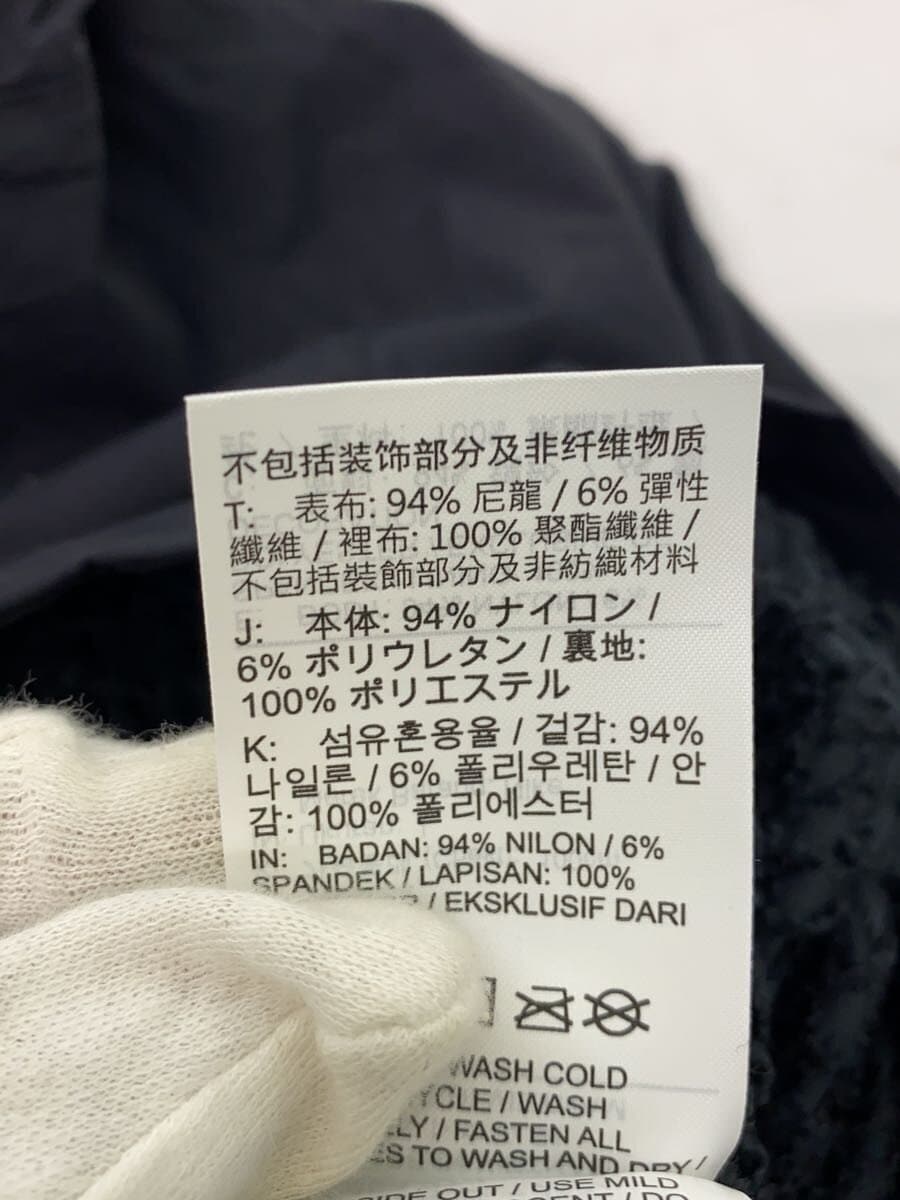 不包括装饰部分及非纤维物质
T: 表布: 94% 尼龍 / 6% 彈性
纖維 / 裡布: 100% 聚酯纖維 /
不包括裝飾部分及非紡織材料
J: 本体: 94% ナイロン /
6% ポリウレタン / 裏地:
100% ポリエステル
K: 섬유혼용율 / 겉감: 94%
나일론 / 6% 폴리우레탄 / 안
감: 100% 폴리에스터
IN: BADAN: 94% NILON / 6%
SPANDEK / LAPISAN: 100%
/ EKSKLUSIF DARI
WASH COLD
/ WASH
/ FASTEN ALL
TO WASH AND DRY /
OUT / USE MILD
/ DO